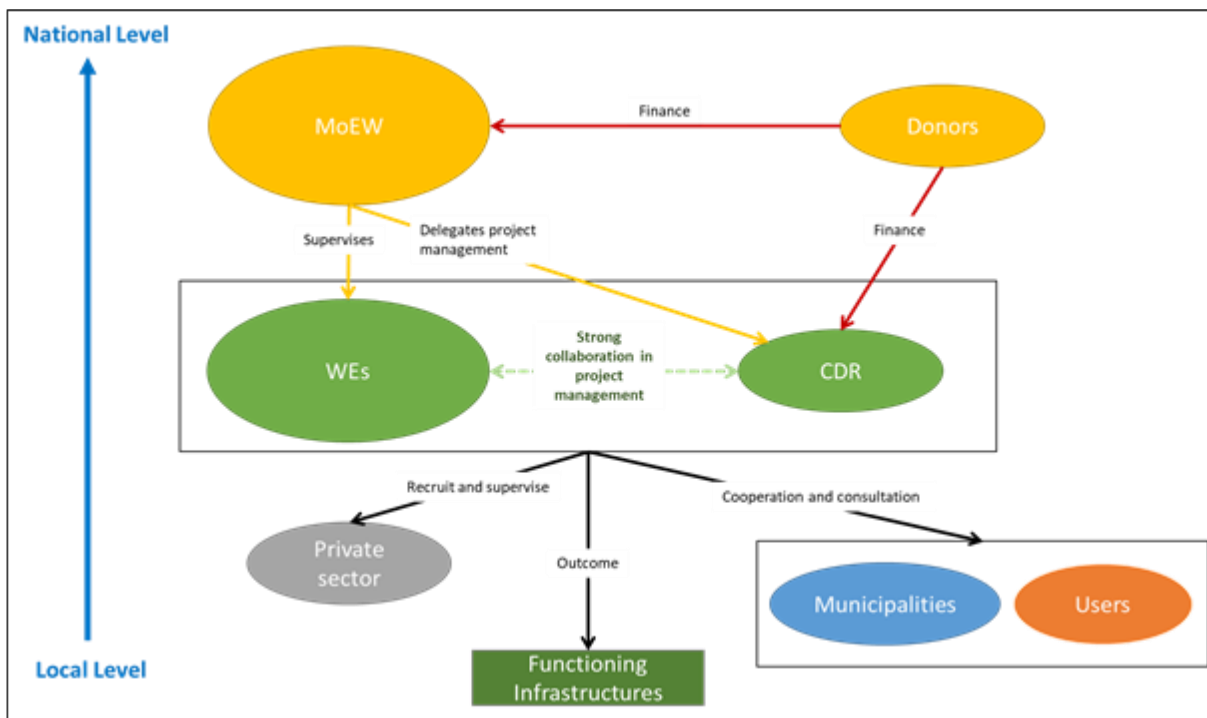 National Level
MoEW
Finance
Donors
Supervises
Delegates project
management
Finance
WEs
Strong
collaboration in
project
management
CDR
Recruit and supervise
Cooperation and consultation
Private
sector
Outcome
Municipalities
Users
Local Level
Functioning
Infrastructures